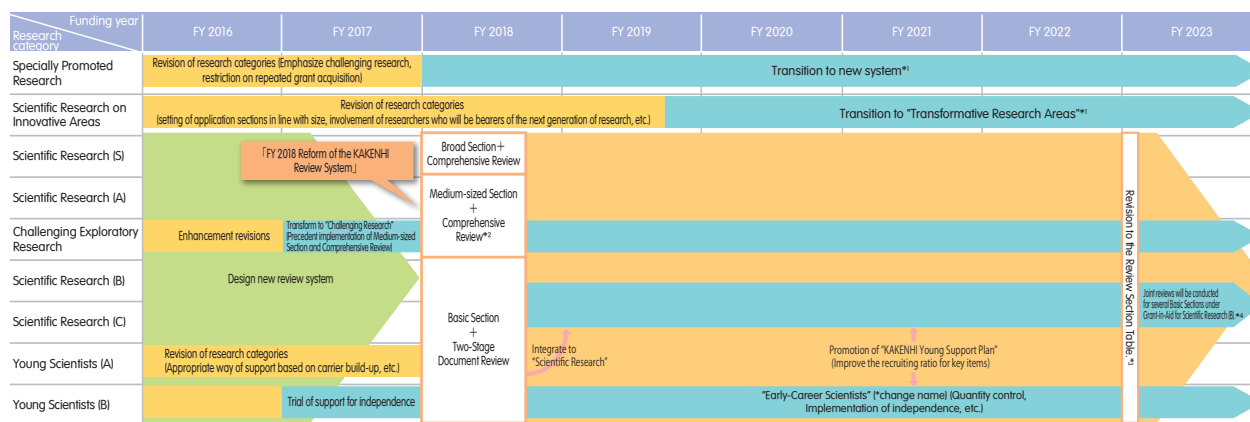 Funding year
Research
category
FY 2016
FY 2017
FY 2018
FY 2019
FY 2020
FY 2021
FY 2022
FY 2023
Specially Promoted
Research
Revision of research categories (Emphasize challenging research,
restriction on repeated grant acquisition)
Transition to new system*1
Scientific Research on
Innovative Areas
Revision of research categories
(setting of application sections in line with size, involvement of researchers who will be bearers of the next generation of research, etc.)
Transition to "Transformative Research Areas"*1
Scientific Research (S)
「FY 2018 Reform of the KAKENHI
Review System」
Broad Section+
Comprehensive Review
Scientific Research (A)
Medium-sized Section
+
Comprehensive
Review*2
Challenging Exploratory
Research
Enhancement revisions
Transform to "Challenging Research"
(Precedent implementation of Medium-sized
Section and Comprehensive Review)
Scientific Research (B)
Design new review system
Scientific Research (C)
Basic Section
+
Two-Stage
Document Review
Revision to the Review Section Table.*3
Joint reviews will be conducted
for several Basic Sections under
Grant-in-Aid for Scientific Research (B).*4
Young Scientists (A)
Revision of research categories
(Appropriate way of support based on carrier build-up, etc.)
Integrate to
"Scientific Research"
Promotion of "KAKENHI Young Support Plan"
(Improve the recruiting ratio for key items)
Young Scientists (B)
Trial of support for independence
"Early-Career Scientists" (*change name) (Quantity control,
Implementation of independence, etc.)